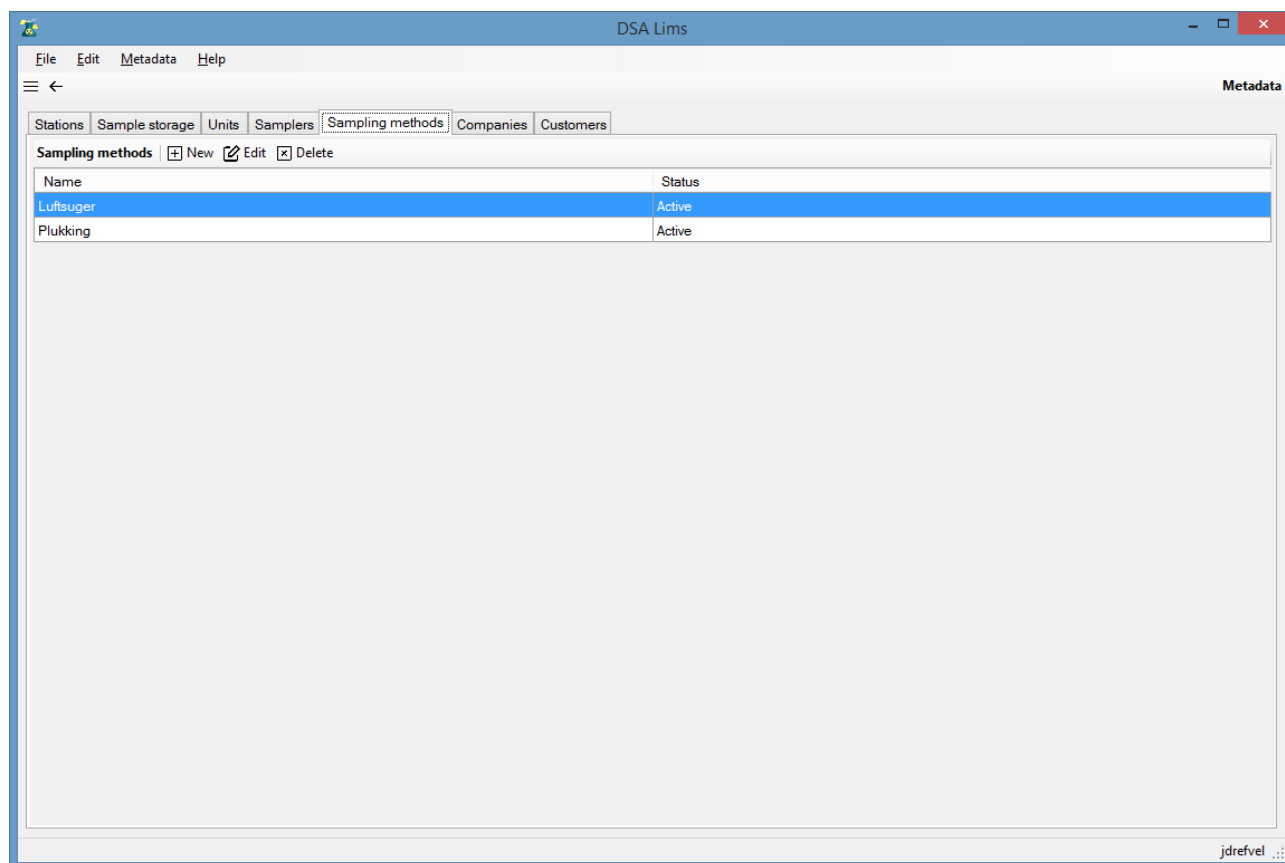 DSA Lims
File Edit Metadata Help
Metadata
Stations Sample storage Units Samplers Sampling methods Companies Customers
Sampling methods New Edit Delete
Name Status
Luftsuger Active
Plukking Active
jdrefvel